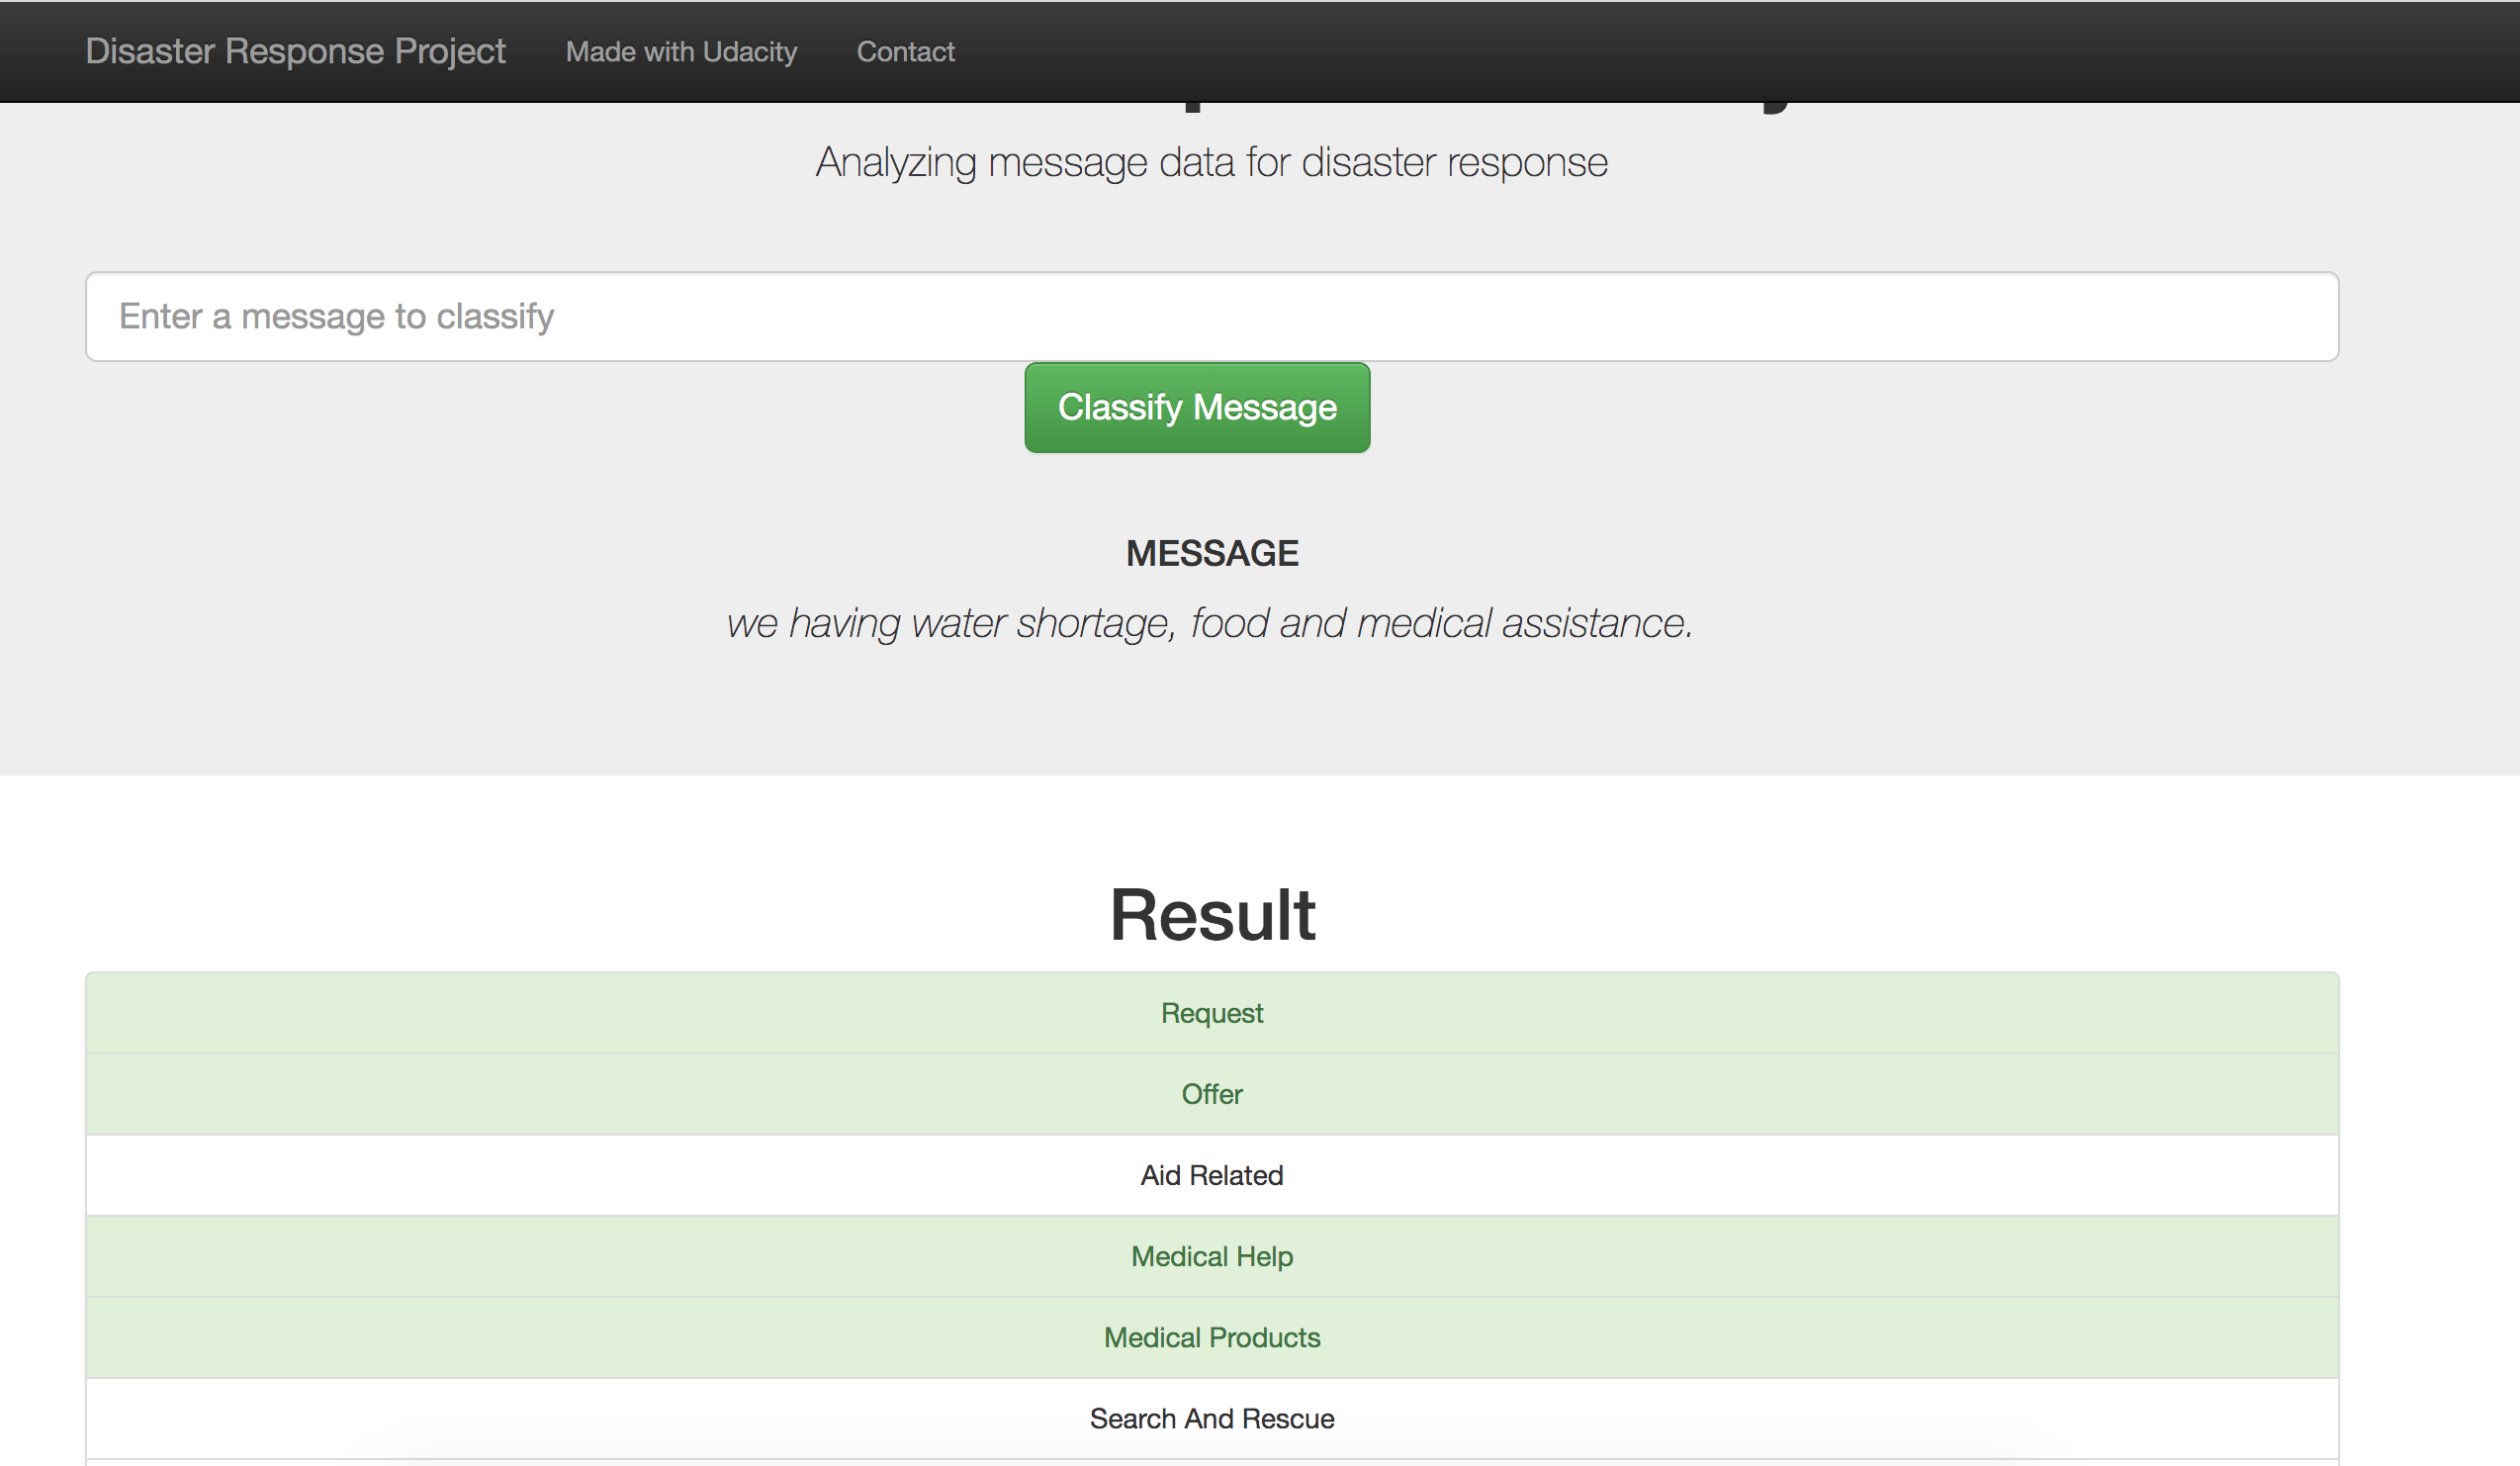 Disaster Response Project Made with Udacity Contact
Analyzing message data for disaster response
Enter a message to classify
Classify Message
MESSAGE
we having water shortage, food and medical assistance.
Result
Request
Offer
Aid Related
Medical Help
Medical Products
Search And Rescue